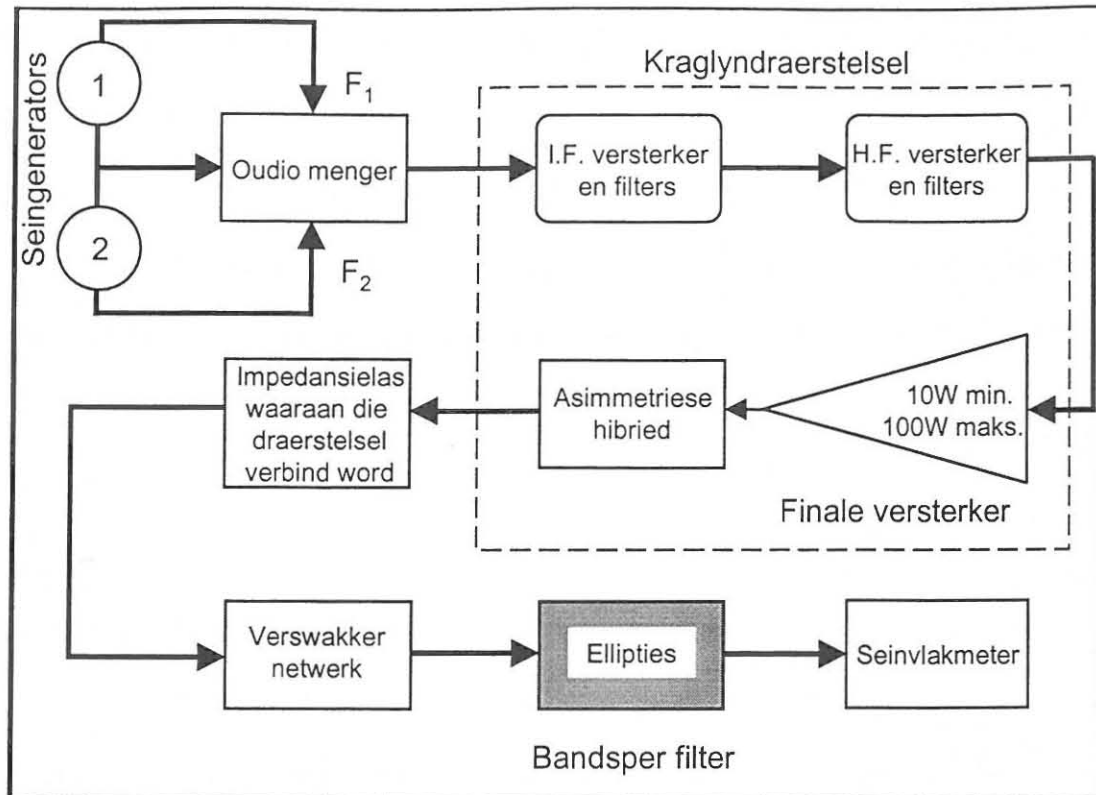 Seingenerators
1
2
F₁
F₂
Oudio menger
Kraglyndraerstelsel
I.F. versterker
en filters
H.F. versterker
en filters
10W min.
100W maks.
Finale versterker
Asimmetriese
hibried
Impedansielas
waaraan die
draerstelsel
verbind word
Verswakker
netwerk
Ellipties
Seinvlakmeter
Bandsper filter